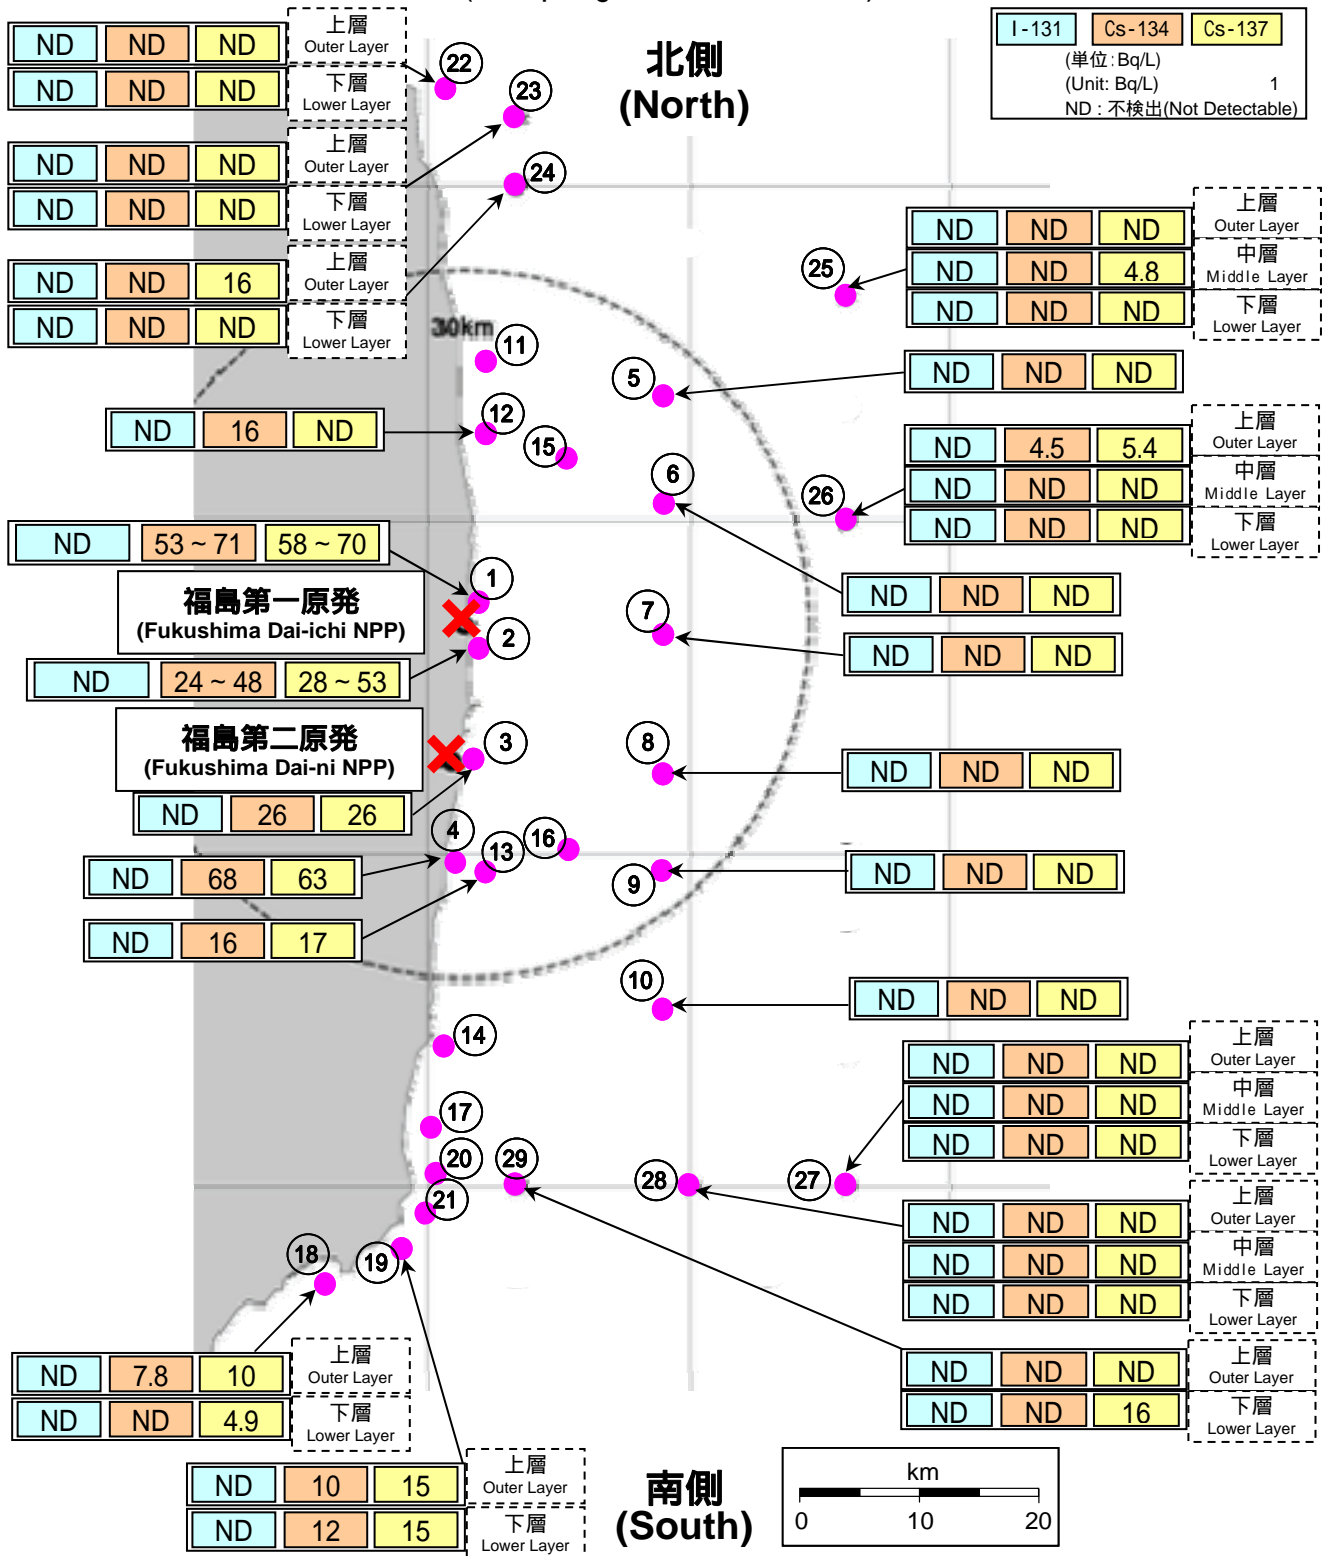 I-131 Cs-134 Cs-137
(単位:Bq/L)
(Unit: Bq/L) 1
ND : 不検出(Not Detectable)
北側
(North)
ND ND ND 上層 Outer Layer
ND ND ND 下層 Lower Layer
22
23
ND ND ND 上層 Outer Layer
ND ND ND 下層 Lower Layer
24
ND ND 16 上層 Outer Layer
ND ND ND 下層 Lower Layer
ND ND ND 上層 Outer Layer
ND ND 4.8 中層 Middle Layer
ND ND ND 下層 Lower Layer
25
30km
11
5
ND ND ND
12
ND 16 ND
15
6
26
ND 4.5 5.4 上層 Outer Layer
ND ND ND 中層 Middle Layer
ND ND ND 下層 Lower Layer
ND 53 ~ 71 58 ~ 70
1
福島第一原発
(Fukushima Dai-ichi NPP)
2
7
ND ND ND
ND ND ND
ND 24 ~ 48 28 ~ 53
福島第二原発
(Fukushima Dai-ni NPP)
3
8
ND ND ND
ND 26 26
4
13
16
9
ND 68 63
ND ND ND
ND 16 17
10
ND ND ND
14
17
20
29
28
27
21
18
19
ND ND ND 上層 Outer Layer
ND ND ND 中層 Middle Layer
ND ND ND 下層 Lower Layer
ND ND ND 上層 Outer Layer
ND ND ND 中層 Middle Layer
ND ND ND 下層 Lower Layer
ND 7.8 10 上層 Outer Layer
ND ND 4.9 下層 Lower Layer
ND ND ND 上層 Outer Layer
ND ND 16 下層 Lower Layer
ND 10 15 上層 Outer Layer
ND 12 15 下層 Lower Layer
南側
(South)
km
0 10 20